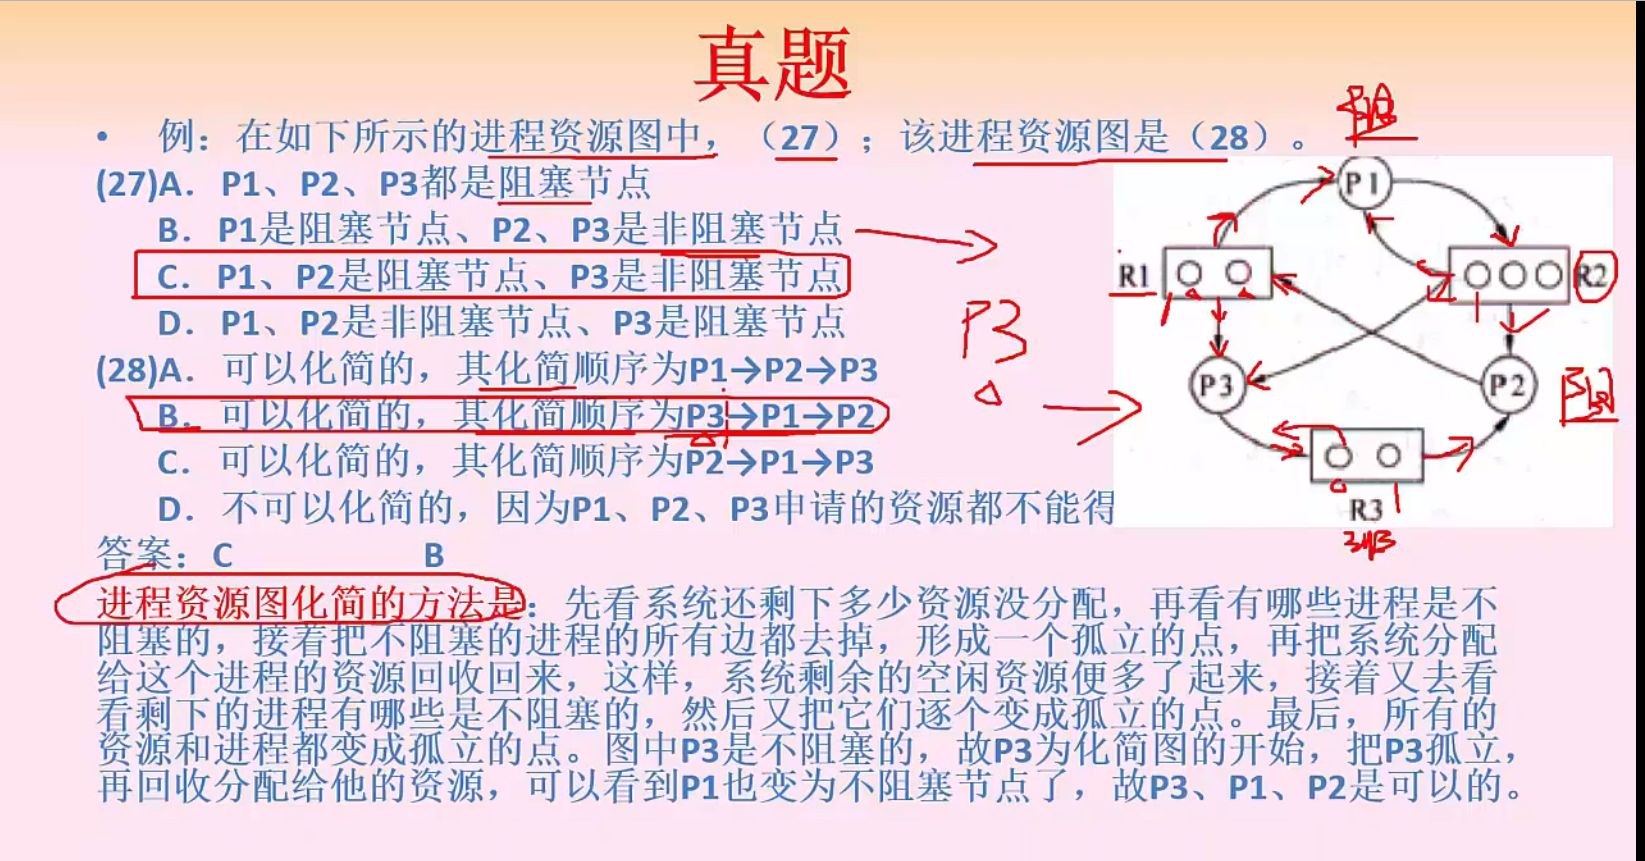 真题
• 例：在如下所示的进程资源图中，（27）；该进程资源图是（28）。
(27)A. P1、P2、P3都是阻塞节点
B. P1是阻塞节点、P2、P3是非阻塞节点
C. P1、P2是阻塞节点、P3是非阻塞节点
D. P1、P2是非阻塞节点、P3是阻塞节点
(28)A. 可以化简的，其化简顺序为P1→P2→P3
B. 可以化简的，其化简顺序为P3→P1→P2
C. 可以化简的，其化简顺序为P2→P1→P3
D. 不可以化简的，因为P1、P2、P3申请的资源都不能得
答案：C B
进程资源图化简的方法是：先看系统还剩下多少资源没分配，再看有哪些进程是不
阻塞的，接着把不阻塞的进程的所有边都去掉，形成一个孤立的点，再把系统分配
给这个进程的资源回收回来，这样，系统剩余的空闲资源便多了起来，接着又去看
看剩下的进程有哪些是不阻塞的，然后又把它们逐个变成孤立的点。最后，所有的
资源和进程都变成孤立的点。图中P3是不阻塞的，故P3为化简图的开始，把P3孤立，
再回收分配给他的资源，可以看到P1也变为不阻塞节点了，故P3、P1、P2是可以的。
P1
R1
R2
P3
P3
P2
R3